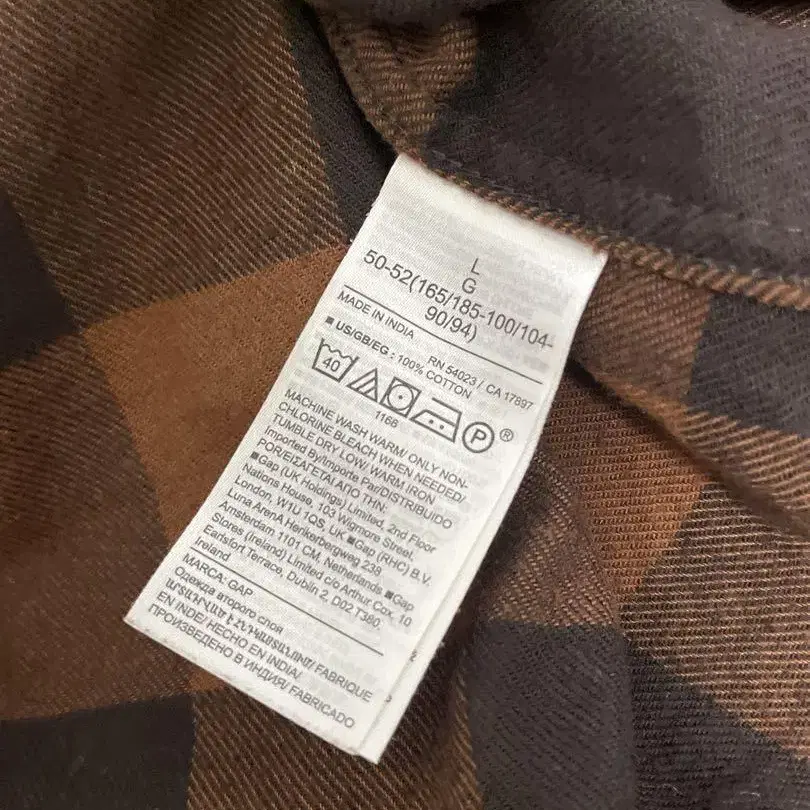 L
G
50-52(165/185-100/104-
90/94)
MADE IN INDIA RN 54023 / CA 17897
■ US/GB/EG : 100% COTTON
40 P ®
1168
MACHINE WASH WARM/ ONLY NON-
CHLORINE BLEACH WHEN NEEDED/
TUMBLE DRY LOW/ WARM IRON
Imported By/Importe Par/DISTRIBUIDO
POR/ΕΙΣΑΓΕΤΑΙ ΑΠΟ ΤΗΝ:
■Gap (UK Holdings) Limited, 2nd Floor
Nations House, 103 Wigmore Street,
London, W1U 1QS, UK ■Gap (RHC) B.V.
Luna ArenA Herikerbergweg 238
Amsterdam 1101 CM, Netherlands ■Gap
Stores (Ireland) Limited c/o Arthur Cox, 10
Earlsfort Terrace, Dublin 2, D02 T380,
Ireland
MARCA: GAP
Одежда второго слоя
ԱՐՏԱԴՐՎԱԾ Է ՀՆԴԿԱՍՏԱՆՈՒՄ/ FABRIQUE
EN INDE/ HECHO EN INDIA/
ПРОИЗВЕДЕНО В ИНДИЯ/ FABRICADO